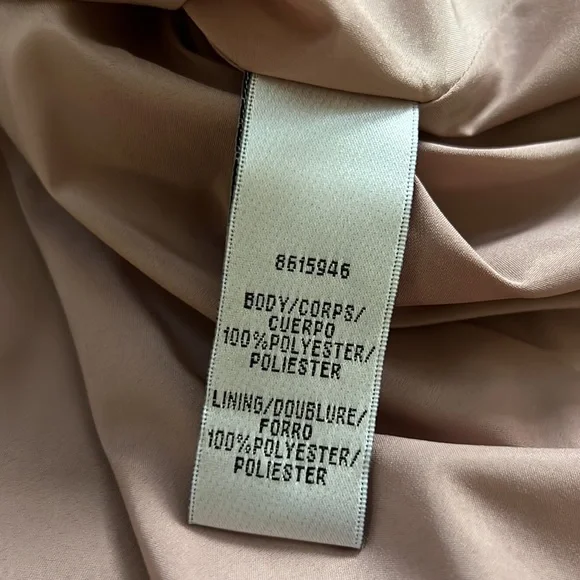 8615946
BODY/CORPS/
CUERPO
100%POLYESTER/
POLIESTER
LINING/DOUBLURE/
FORRO
100%POLYESTER/
POLIESTER